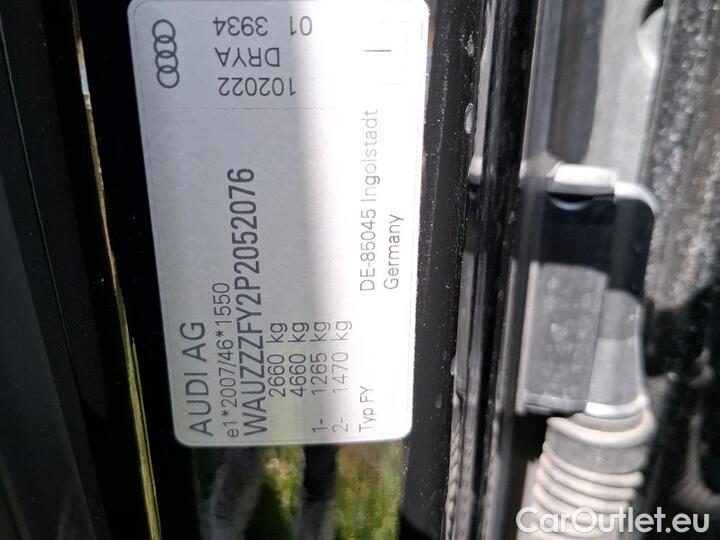 AUDI AG
e1*2007/46*1550
WAUZZZFY2P2052076
2660 kg
4660 kg
1- 1265 kg
2- 1470 kg
Typ FY
DE-85045 Ingolstadt
Germany
102022
DRYA
01 3934
CarOutlet.eu